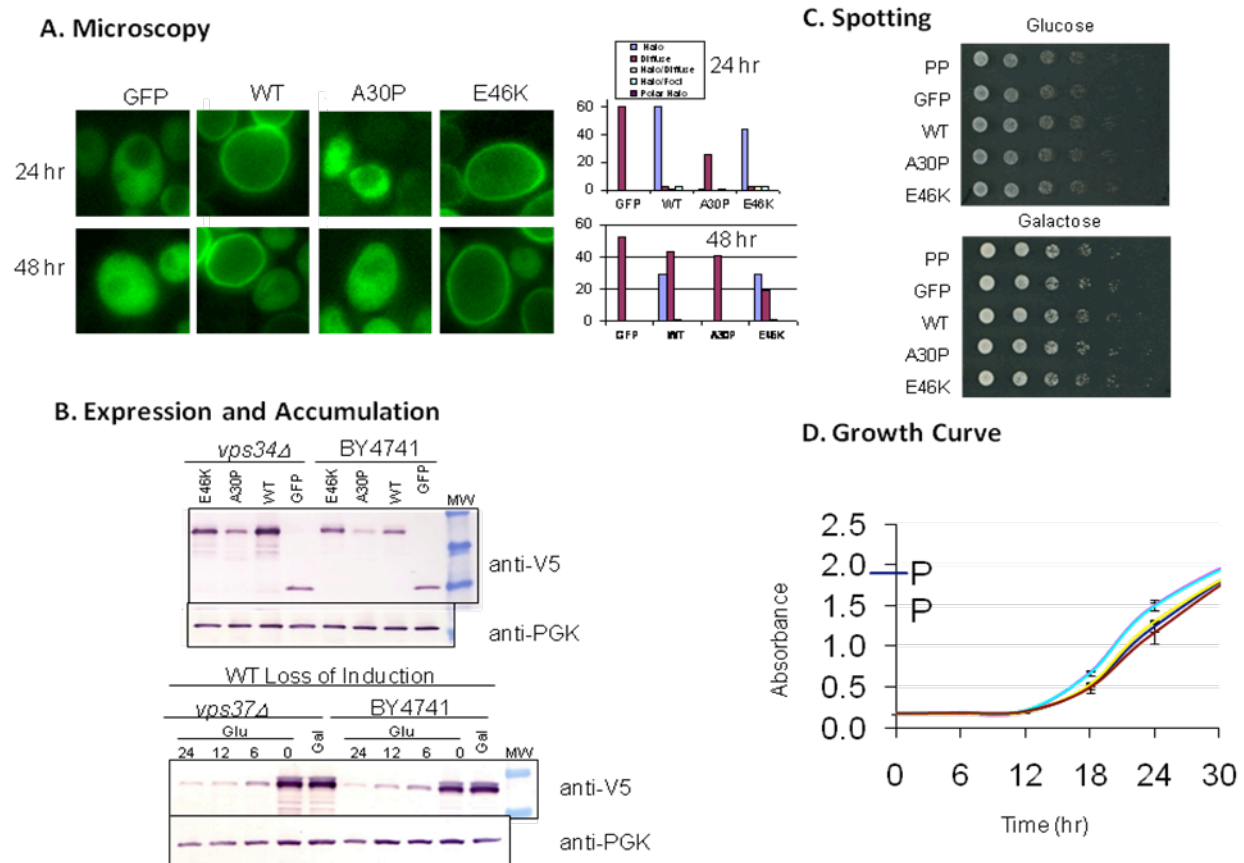 A. Microscopy
GFP WT A30P E46K
24 hr
48 hr
Halo
Diffuse
Halo/Diffuse
Halo/Foci
Polar Halo
24 hr
60
40
20
0
GFP WT A30P E46K
48 hr
60
40
20
0
GFP WT A30P E46K
B. Expression and Accumulation
vps34Δ BY4741
E46K A30P WT GFP E46K A30P WT GFP MW
anti-V5
anti-PGK
WT Loss of Induction
vps37Δ BY4741
Glu Glu
24 12 6 0 Gal 24 12 6 0 Gal MW
anti-V5
anti-PGK
C. Spotting
Glucose
PP
GFP
WT
A30P
E46K
Galactose
PP
GFP
WT
A30P
E46K
D. Growth Curve
Absorbance
2.5
2.0
1.5
1.0
0.5
0.0
P
P
0 6 12 18 24 30
Time (hr)